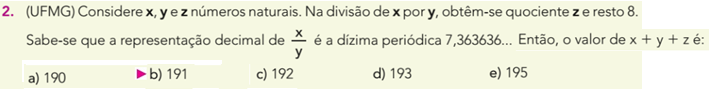 2. (UFMG) Considere x, y e z números naturais. Na divisão de x por y, obtêm-se quociente z e resto 8.
Sabe-se que a representação decimal de x/y é a dízima periódica 7,363636... Então, o valor de x + y + z é:
a) 190 b) 191 c) 192 d) 193 e) 195